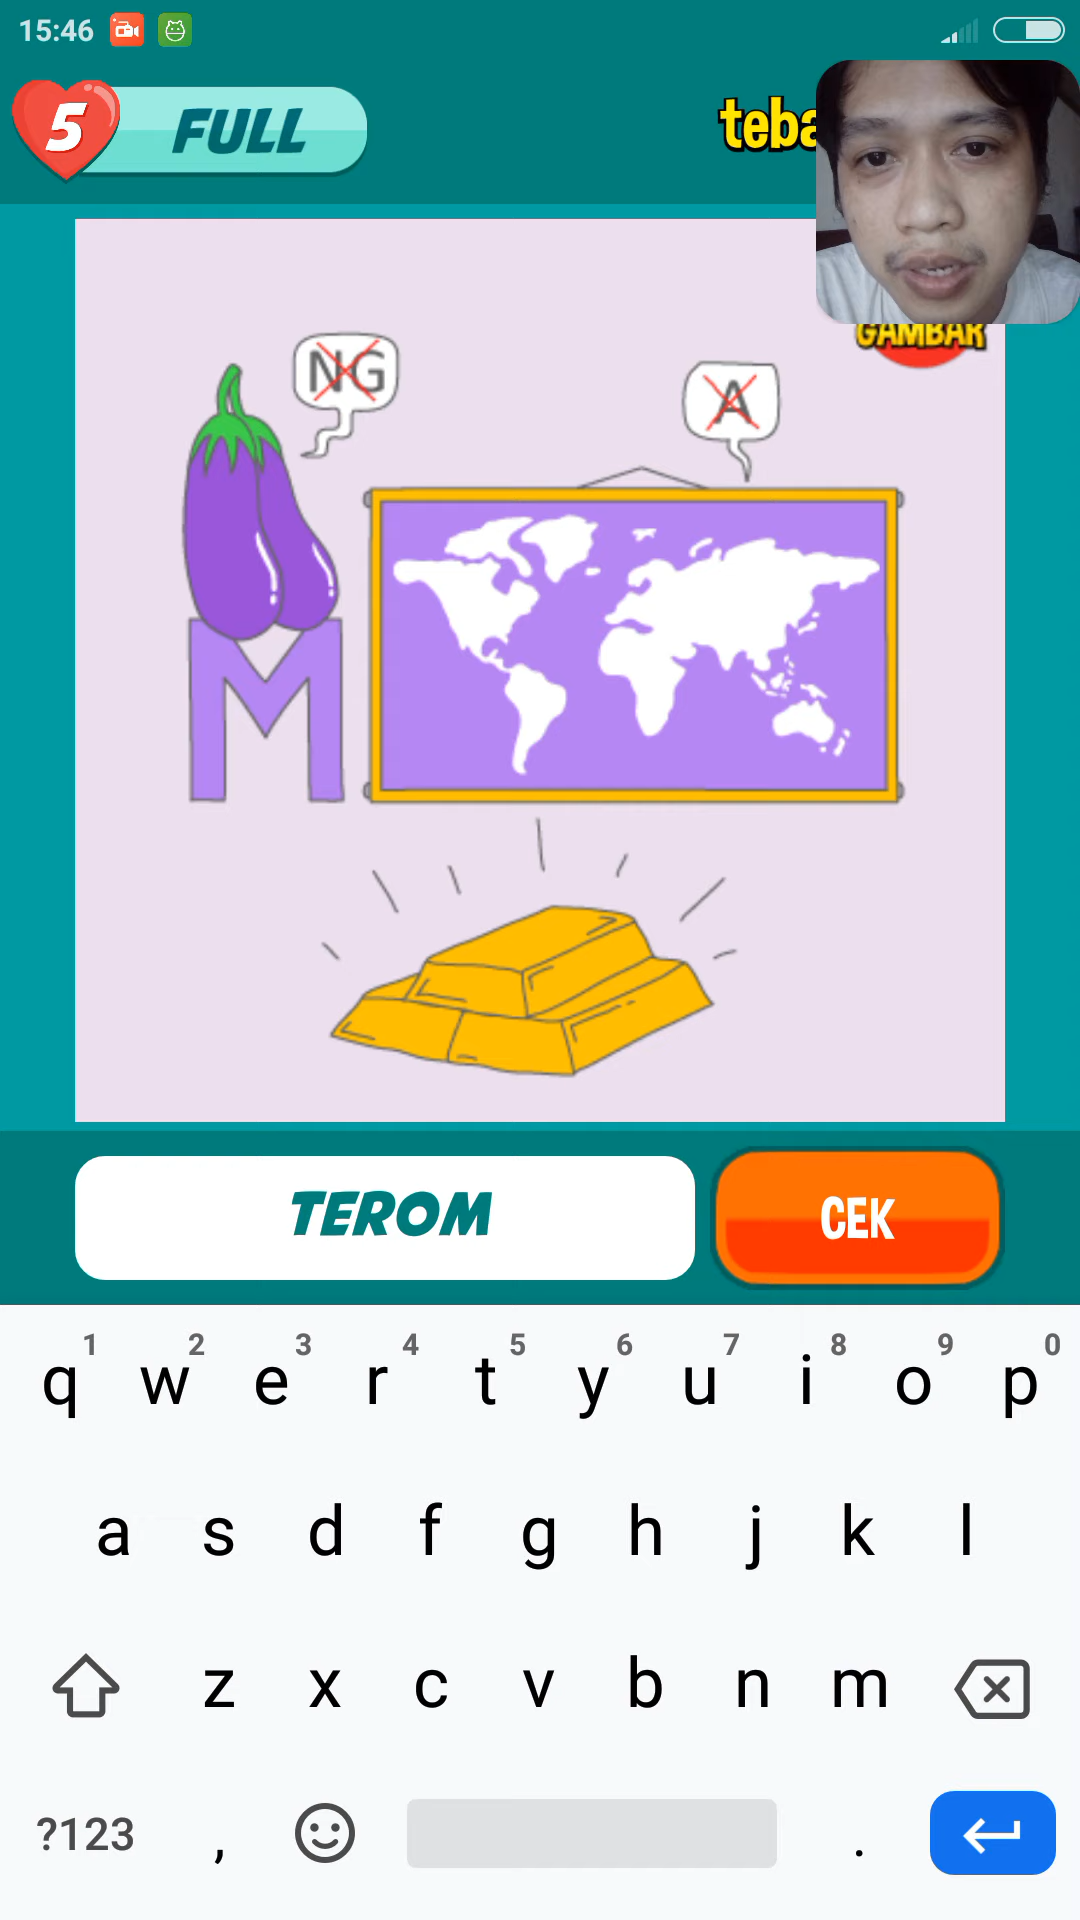 15:46
5 FULL
teba
GAMBAR
NG
A
M
TEROM
CEK
1 2 3 4 5 6 7 8 9 0
q w e r t y u i o p
a s d f g h j k l
z x c v b n m
?123 , .